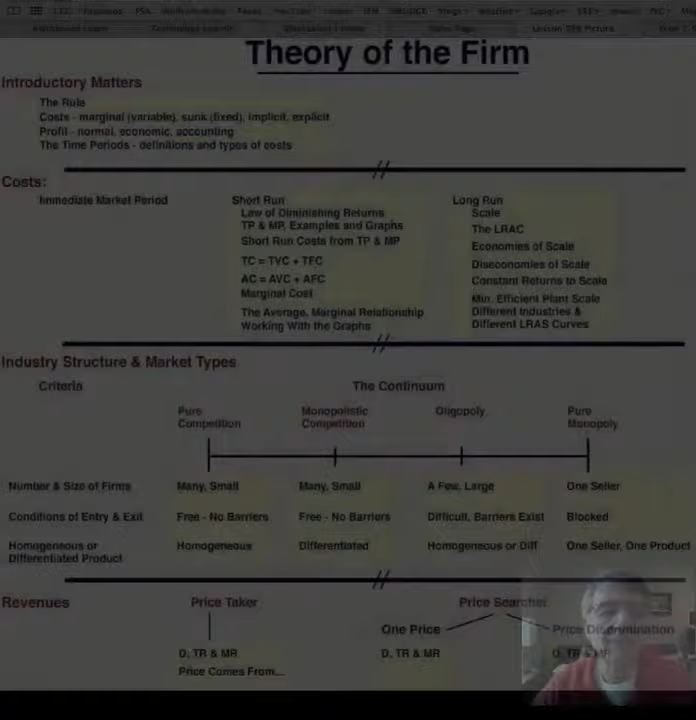 Theory of the Firm
Introductory Matters
The Rule
Costs - marginal (variable), sunk (fixed), implicit, explicit
Profit - normal, economic, accounting
The Time Periods - definitions and types of costs
Costs:
Immediate Market Period
Short Run
Law of Diminishing Returns
TP & MP, Examples and Graphs
Short Run Costs from TP & MP
TC = TVC + TFC
AC = AVC + AFC
Marginal Cost
The Average, Marginal Relationship
Working With the Graphs
Long Run
Scale
The LRAC
Economies of Scale
Diseconomies of Scale
Constant Returns to Scale
Min. Efficient Plant Scale
Different Industries &
Different LRAS Curves
Industry Structure & Market Types
Criteria
The Continuum
Pure
Competition
Monopolistic
Competition
Oligopoly
Pure
Monopoly
Number & Size of Firms
Many, Small
Many, Small
A Few, Large
One Seller
Conditions of Entry & Exit
Free - No Barriers
Free - No Barriers
Difficult, Barriers Exist
Blocked
Homogeneous or
Differentiated Product
Homogeneous
Differentiated
Homogeneous or Diff
One Seller, One Product
Revenues
Price Taker
Price Searcher
One Price
Price Discrimination
D, TR & MR
D, TR & MR
D, TR & MR
Price Comes From...